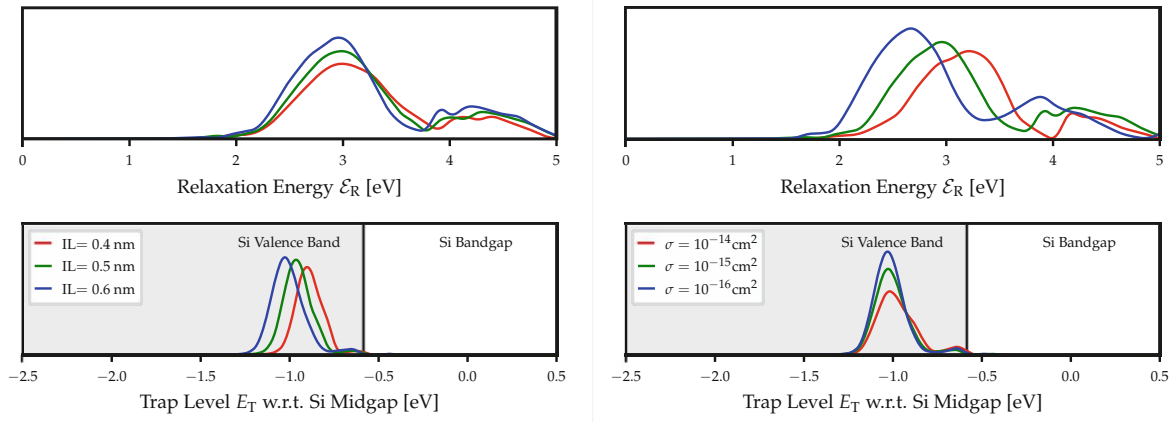 0 1 2 3 4 5
Relaxation Energy ℰ_R [eV]
0 1 2 3 4 5
Relaxation Energy ℰ_R [eV]
IL= 0.4 nm
IL= 0.5 nm
IL= 0.6 nm
Si Valence Band
Si Bandgap
−2.5 −2.0 −1.5 −1.0 −0.5 0.0 0.5
Trap Level E_T w.r.t. Si Midgap [eV]
σ = 10⁻¹⁴cm²
σ = 10⁻¹⁵cm²
σ = 10⁻¹⁶cm²
Si Valence Band
Si Bandgap
−2.5 −2.0 −1.5 −1.0 −0.5 0.0 0.5
Trap Level E_T w.r.t. Si Midgap [eV]